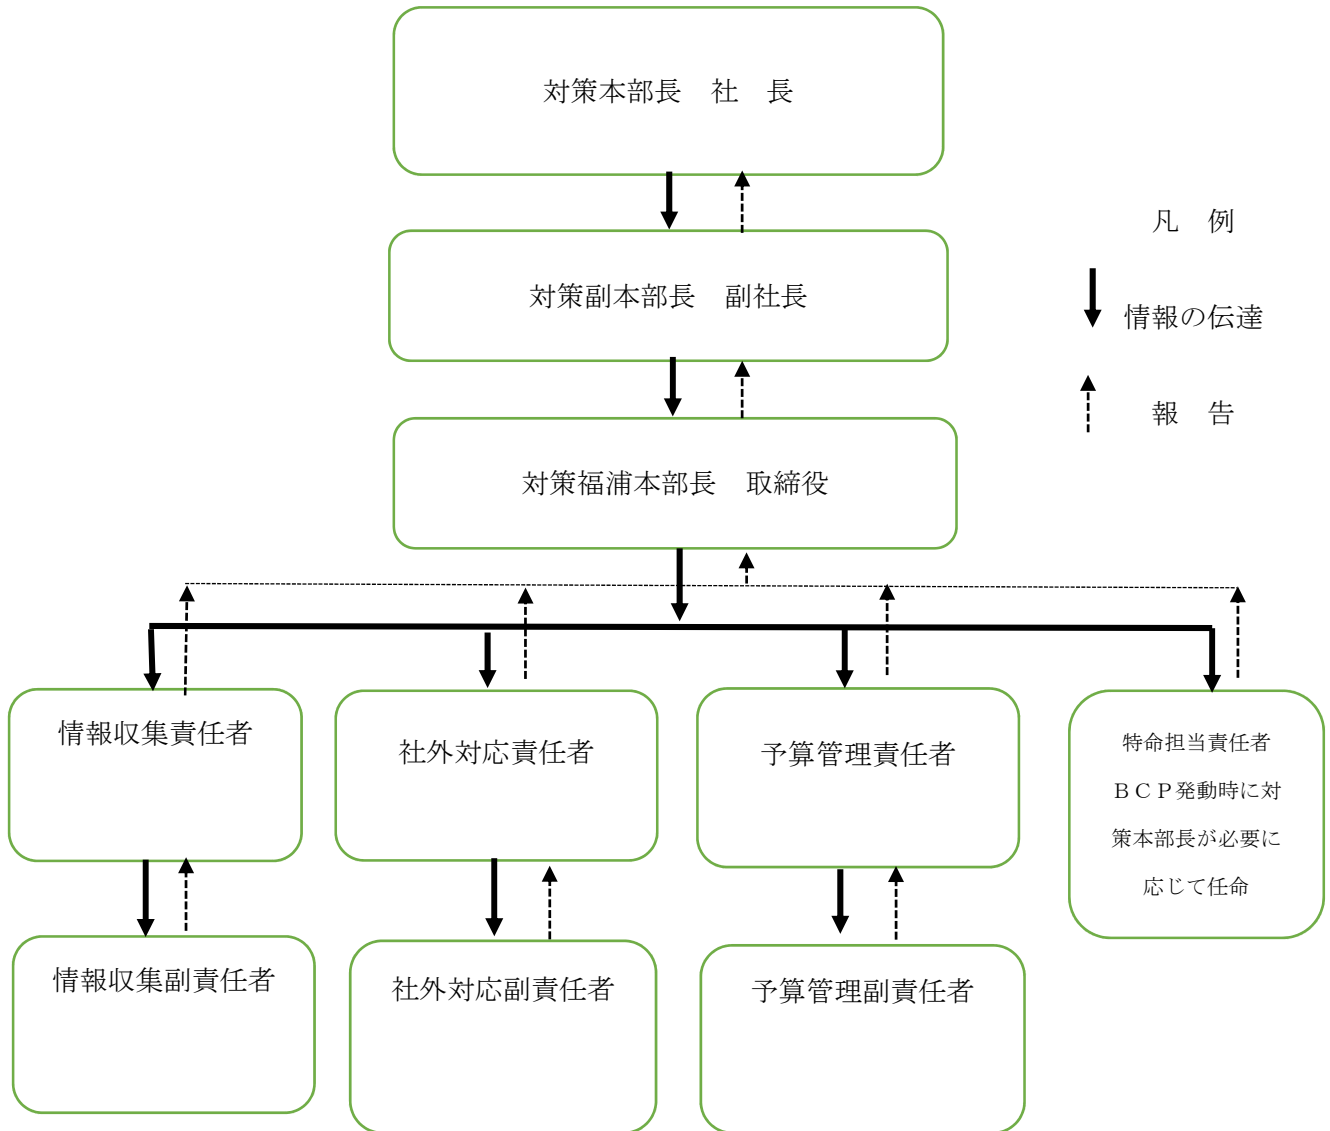 対策本部長　社　長
凡　例
対策副本部長　副社長
情報の伝達
報　告
対策福浦本部長　取締役
情報収集責任者
社外対応責任者
予算管理責任者
特命担当責任者
ＢＣＰ発動時に対
策本部長が必要に
応じて任命
情報収集副責任者
社外対応副責任者
予算管理副責任者